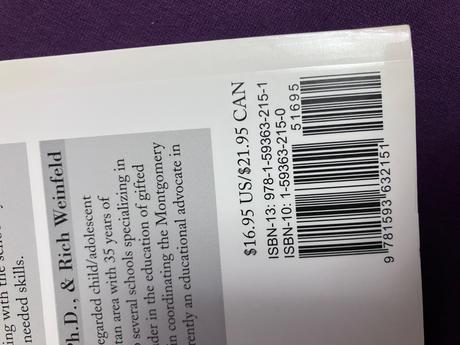 ing with the
needed skills.
Ph.D., & Rich Weinfeld
egarded child/adolescent
tan area with 35 years of
several schools specializing in
der in the education of gifted
in coordinating the Montgomery
rently an educational advocate in
$16.95 US/$21.95 CAN
ISBN-13: 978-1-59363-215-1
ISBN-10: 1-59363-215-0
51695
9 781593 632151